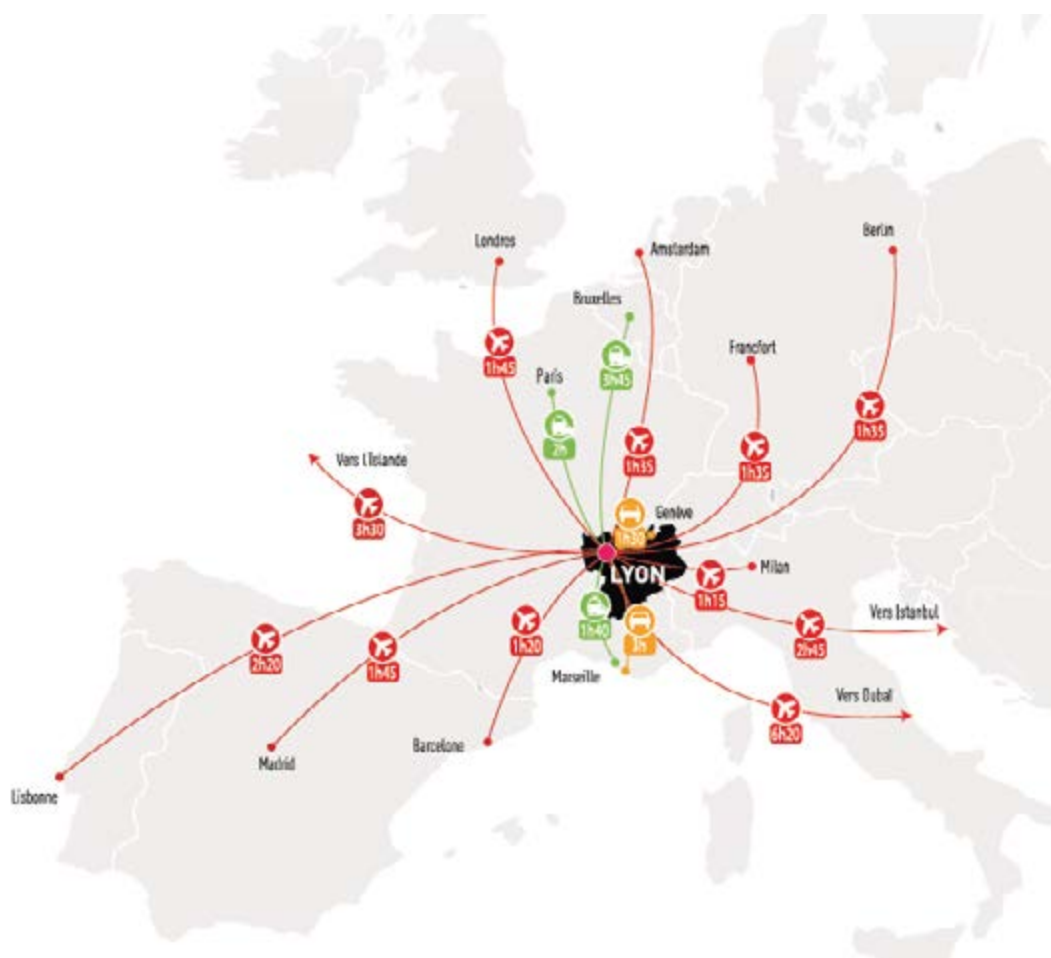 Berlin
Londres
Amsterdam
Bruxelles
1h45
Francfort
3h45
Paris
1h35
2h
1h35
1h35
Vers l'Islande
3h30
Genève
1h30
LYON
Milan
1h15
1h40
Vers Istanbul
1h20
3h
2h45
2h20
1h45
Marseille
Vers Dubaï
6h20
Barcelone
Madrid
Lisbonne